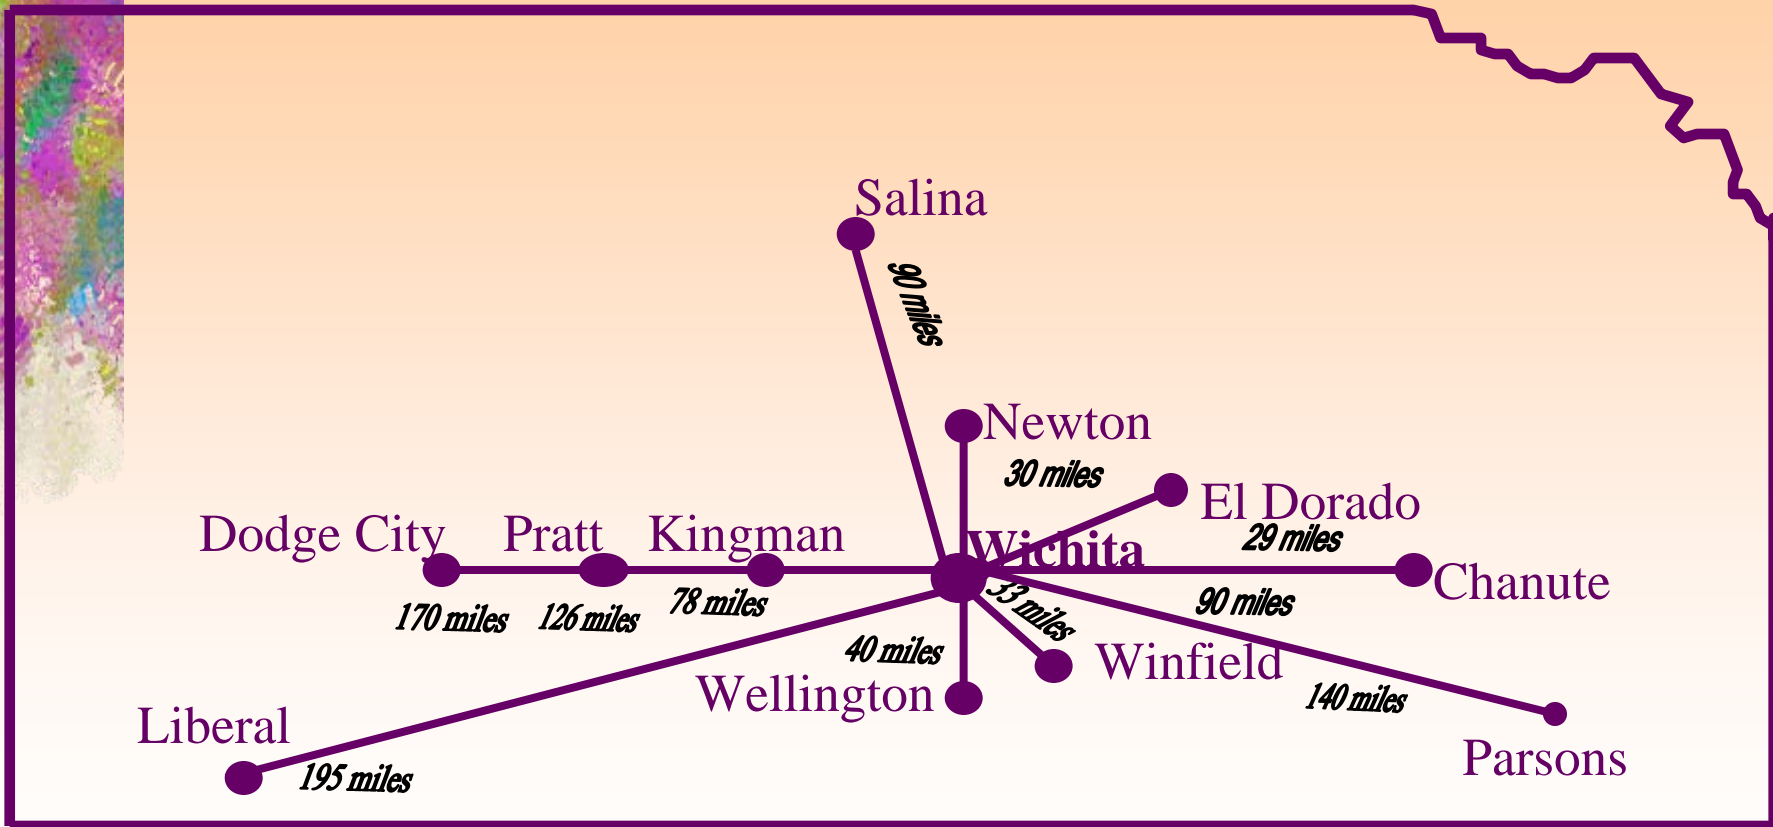 Salina
90 miles
Newton
30 miles
El Dorado
29 miles
Dodge City
Pratt
Kingman
Wichita
Chanute
170 miles
126 miles
78 miles
33 miles
90 miles
40 miles
Winfield
Wellington
140 miles
Liberal
195 miles
Parsons